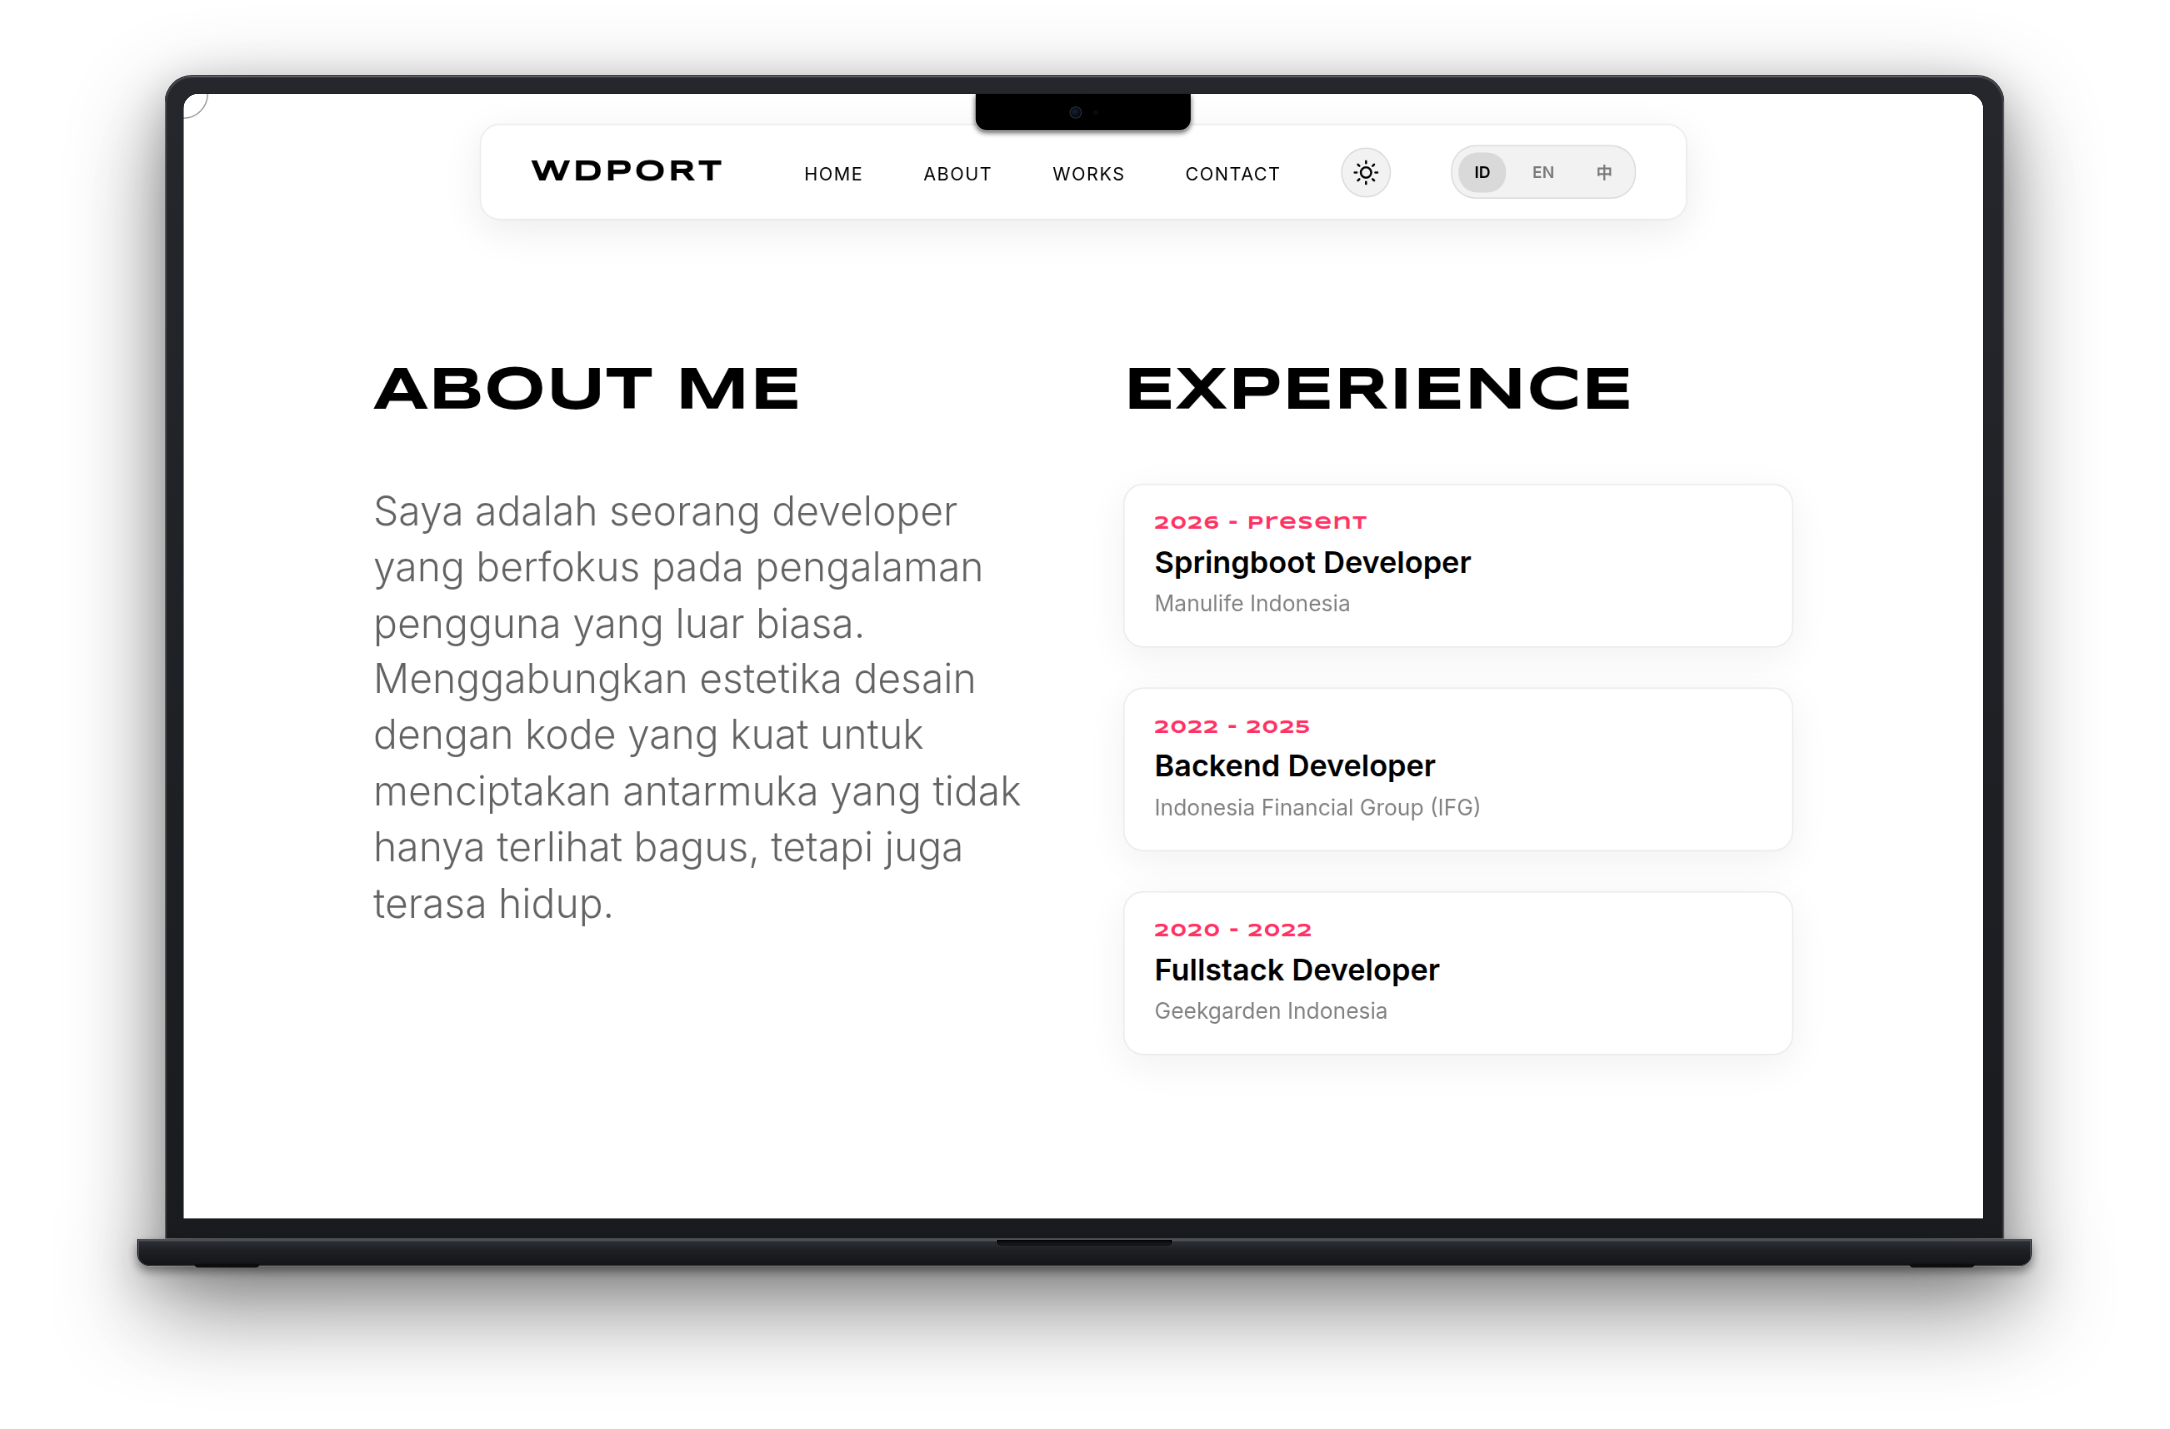 WDPORT
HOME
ABOUT
WORKS
CONTACT
ID
EN
中
ABOUT ME
Saya adalah seorang developer
yang berfokus pada pengalaman
pengguna yang luar biasa.
Menggabungkan estetika desain
dengan kode yang kuat untuk
menciptakan antarmuka yang tidak
hanya terlihat bagus, tetapi juga
terasa hidup.
EXPERIENCE
2026 - Present
Springboot Developer
Manulife Indonesia
2022 - 2025
Backend Developer
Indonesia Financial Group (IFG)
2020 - 2022
Fullstack Developer
Geekgarden Indonesia